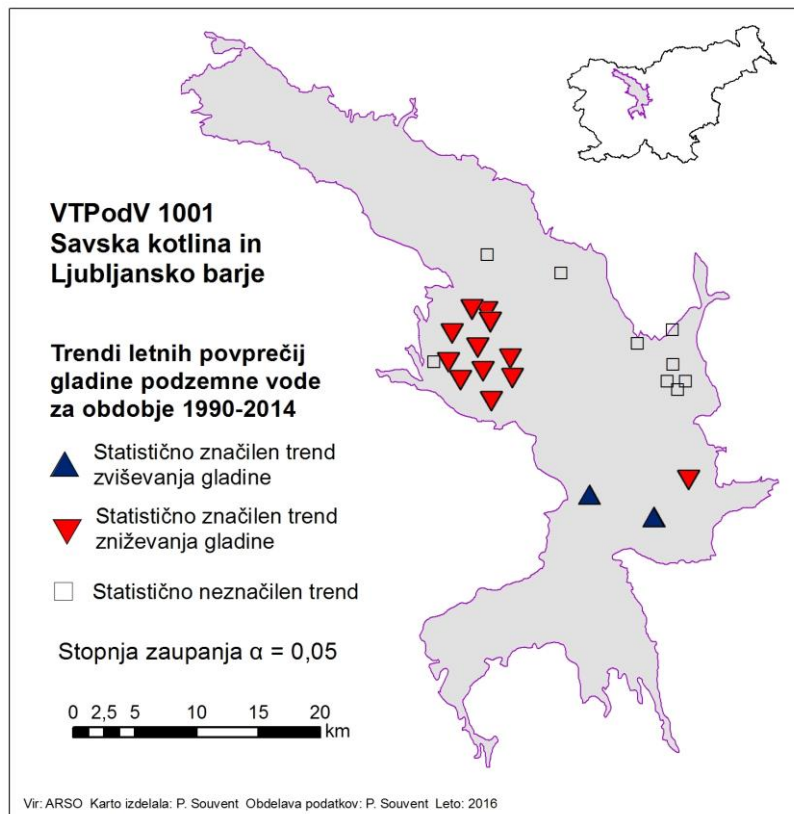 VTPodV 1001
Savska kotlina in
Ljubljansko barje
Trendi letnih povprečij
gladine podzemne vode
za obdobje 1990-2014
Statistično značilen trend
zviševanja gladine
Statistično značilen trend
zniževanja gladine
Statistično neznačilen trend
Stopnja zaupanja α = 0,05
0 2,5 5 10 15 20
km
Vir: ARSO Karto izdelala: P. Souvent Obdelava podatkov: P. Souvent Leto: 2016